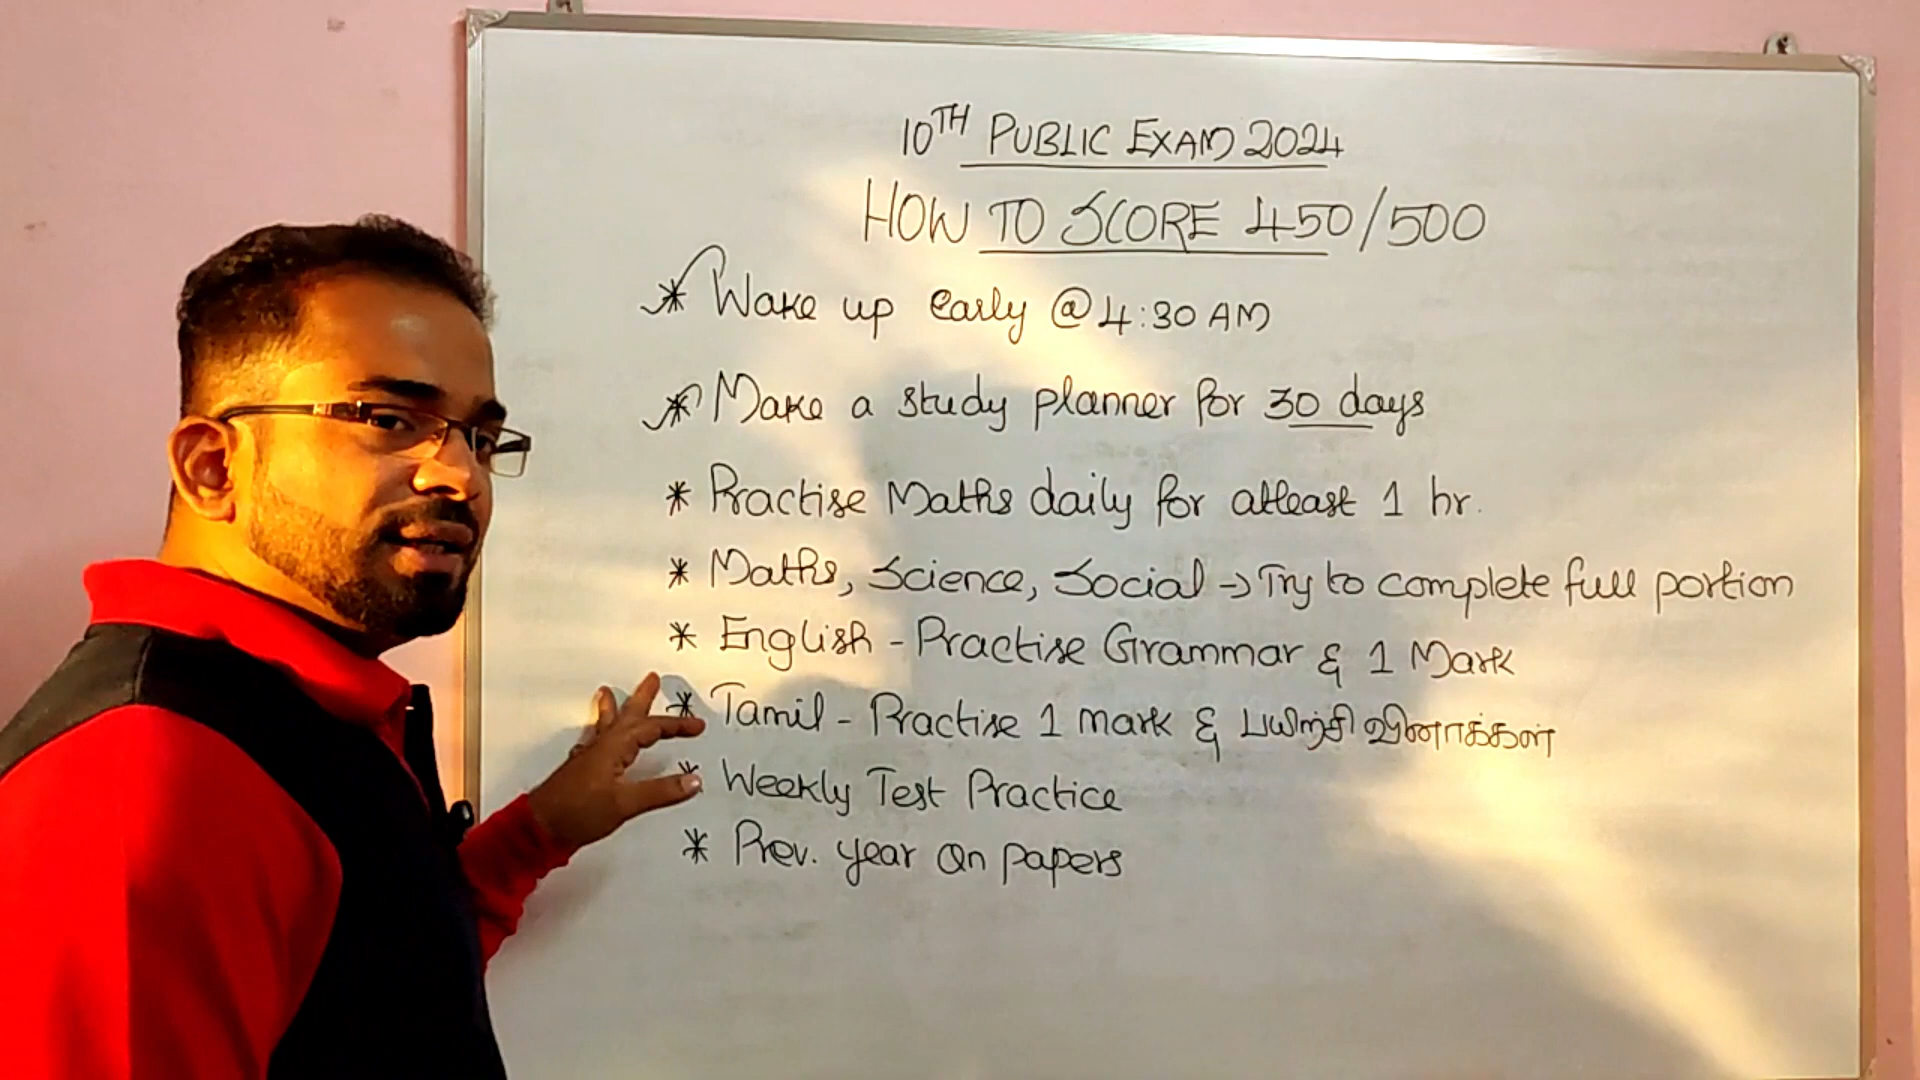 10TH PUBLIC EXAM 2024
HOW TO SCORE 450/500
* Wake up early @ 4:30 AM
* Make a study planner for 30 days
* Practise Maths daily for atleast 1 hr.
* Maths, Science, Social → Try to complete full portion
* English - Practise Grammar & 1 Mark
* Tamil - Practise 1 mark & பயிற்சி வினாக்கள்
* Weekly Test Practice
* Prev. year Qn papers